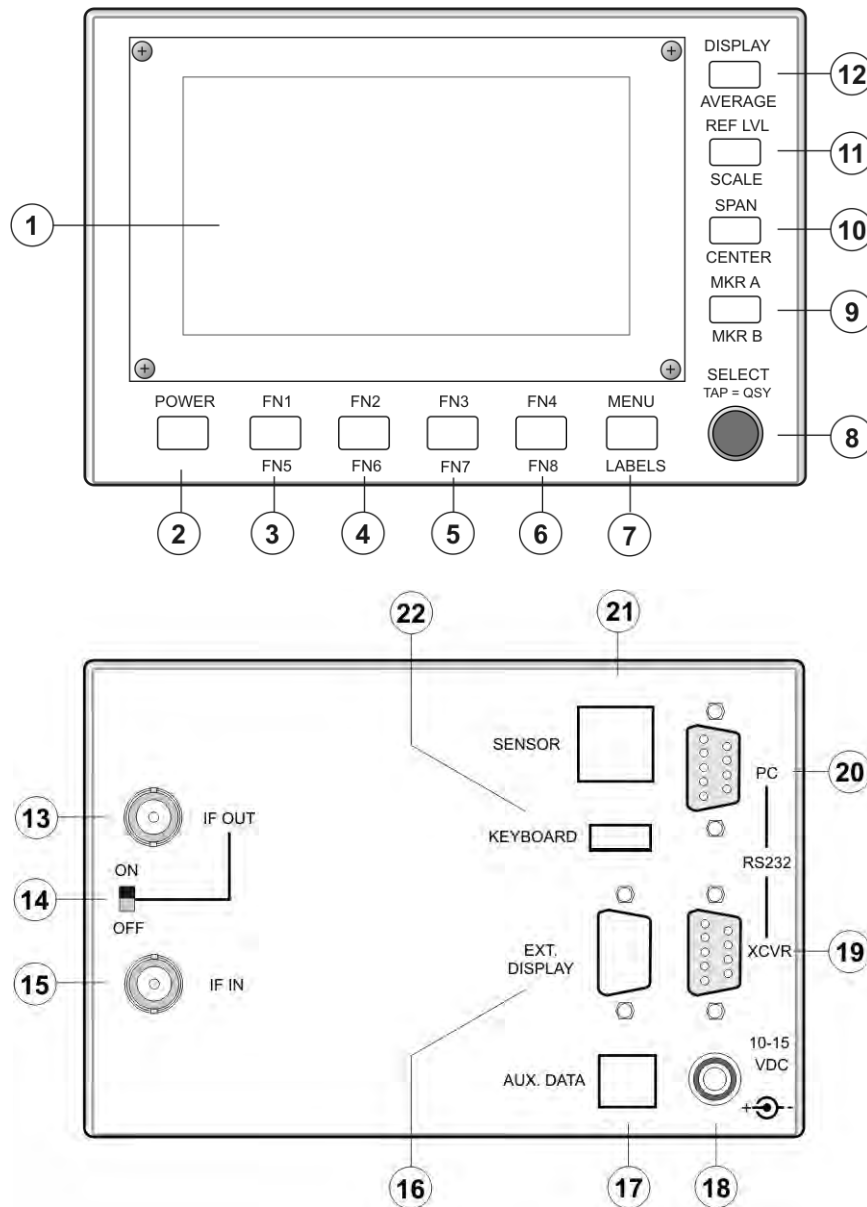 DISPLAY
12
AVERAGE
REF LVL
11
SCALE
SPAN
1
10
CENTER
MKR A
9
MKR B
SELECT
TAP = QSY
8
POWER FN1 FN2 FN3 FN4 MENU
FN5 FN6 FN7 FN8 LABELS
2 3 4 5 6 7
22 21
SENSOR
PC
20
13
IF OUT
KEYBOARD
ON
RS232
14
OFF
XCVR
19
EXT.
DISPLAY
15
IF IN
10-15
VDC
AUX. DATA
+ -
16 17 18